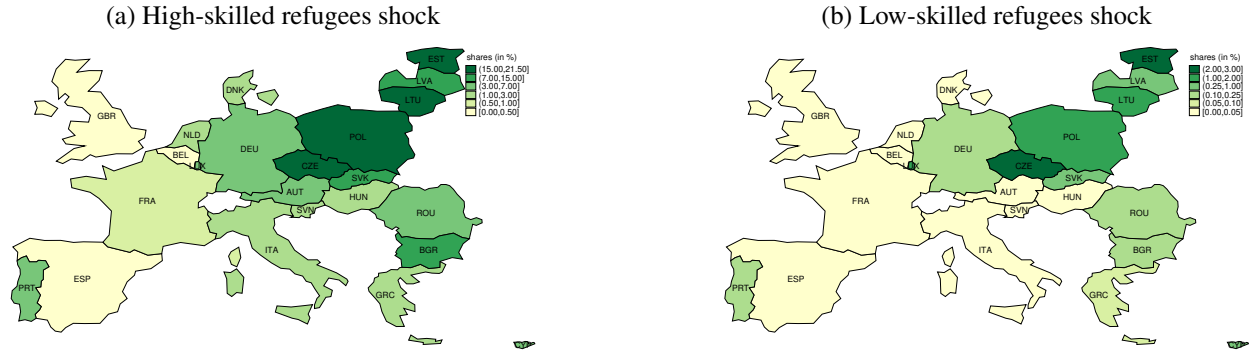 (a) High-skilled refugees shock
shares (in %)
(15.00,21.50]
(7.00,15.00]
(3.00,7.00]
(1.00,3.00]
(0.50,1.00]
[0.00,0.50]
EST
LVA
LTU
DNK
GBR
NLD
POL
DEU
BEL
LUX
CZE
SVK
AUT
HUN
FRA
SVN
ROU
ITA
BGR
ESP
PRT
GRC
(b) Low-skilled refugees shock
shares (in %)
(2.00,3.00]
(1.00,2.00]
(0.25,1.00]
(0.10,0.25]
(0.05,0.10]
[0.00,0.05]
EST
LVA
LTU
DNK
GBR
NLD
POL
DEU
BEL
LUX
CZE
SVK
AUT
HUN
FRA
SVN
ROU
ITA
BGR
ESP
PRT
GRC